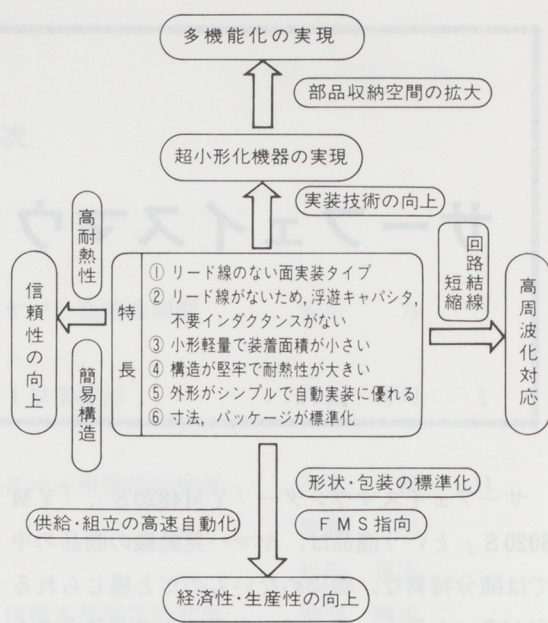 多機能化の実現
部品収納空間の拡大
超小形化機器の実現
実装技術の向上
高耐熱性
信頼性の向上
簡易構造
特長
① リード線のない面実装タイプ
② リード線がないため，浮遊キャパシタ，
不要インダクタンスがない
③ 小形軽量で装着面積が小さい
④ 構造が堅牢で耐熱性が大きい
⑤ 外形がシンプルで自動実装に優れる
⑥ 寸法，パッケージが標準化
回路結線
短縮
高周波化対応
形状・包装の標準化
供給・組立の高速自動化
ＦＭＳ指向
経済性・生産性の向上